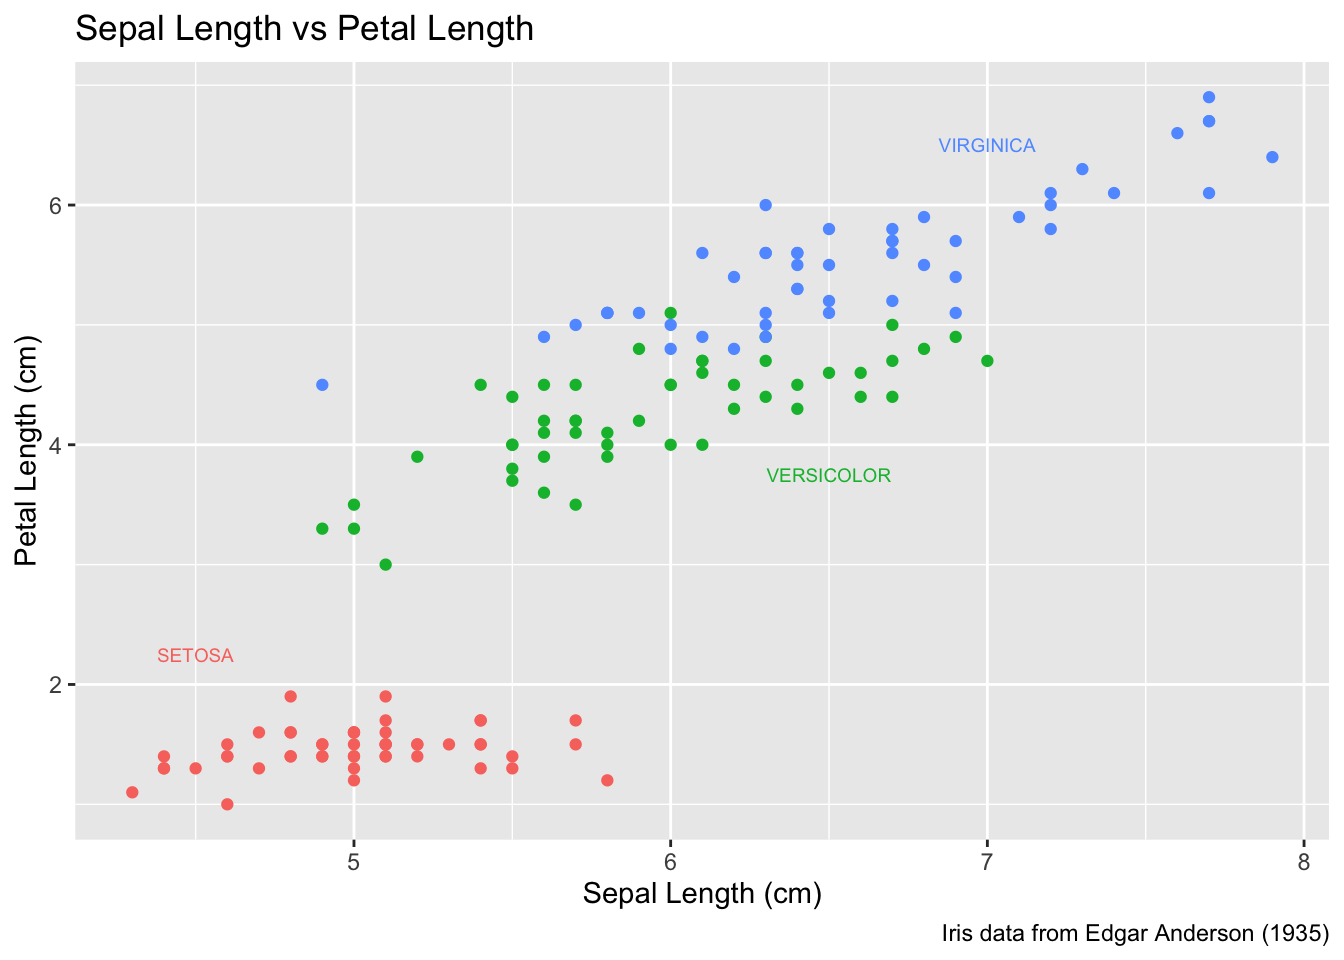 Sepal Length vs Petal Length
VIRGINICA
6
4
VERSICOLOR
SETOSA
2
Petal Length (cm)
5 6 7 8
Sepal Length (cm)
Iris data from Edgar Anderson (1935)